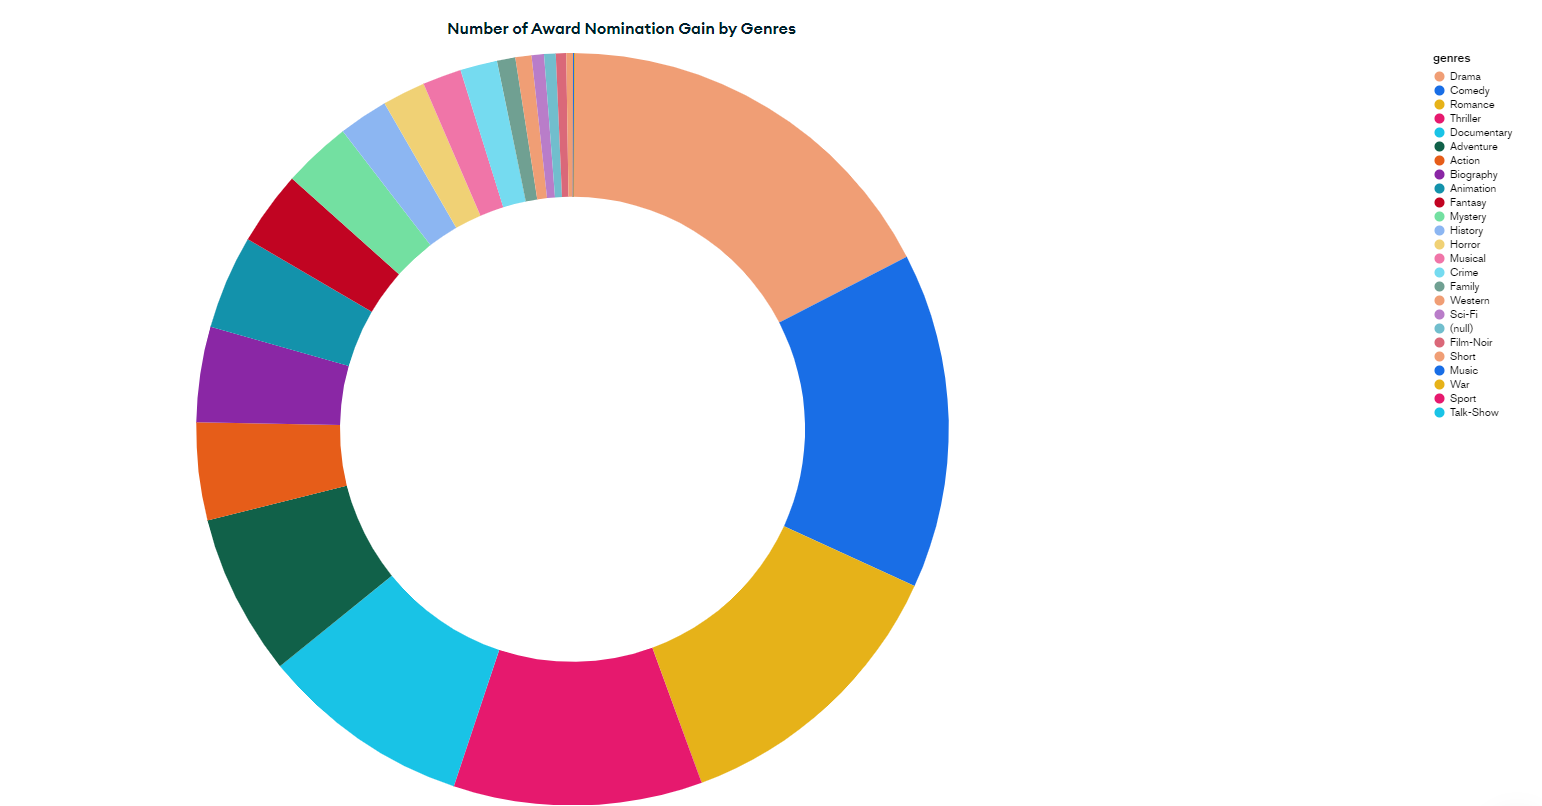 Number of Award Nomination Gain by Genres
genres
Drama
Comedy
Romance
Thriller
Documentary
Adventure
Action
Biography
Animation
Fantasy
Mystery
History
Horror
Musical
Crime
Family
Western
Sci-Fi
(null)
Film-Noir
Short
Music
War
Sport
Talk-Show